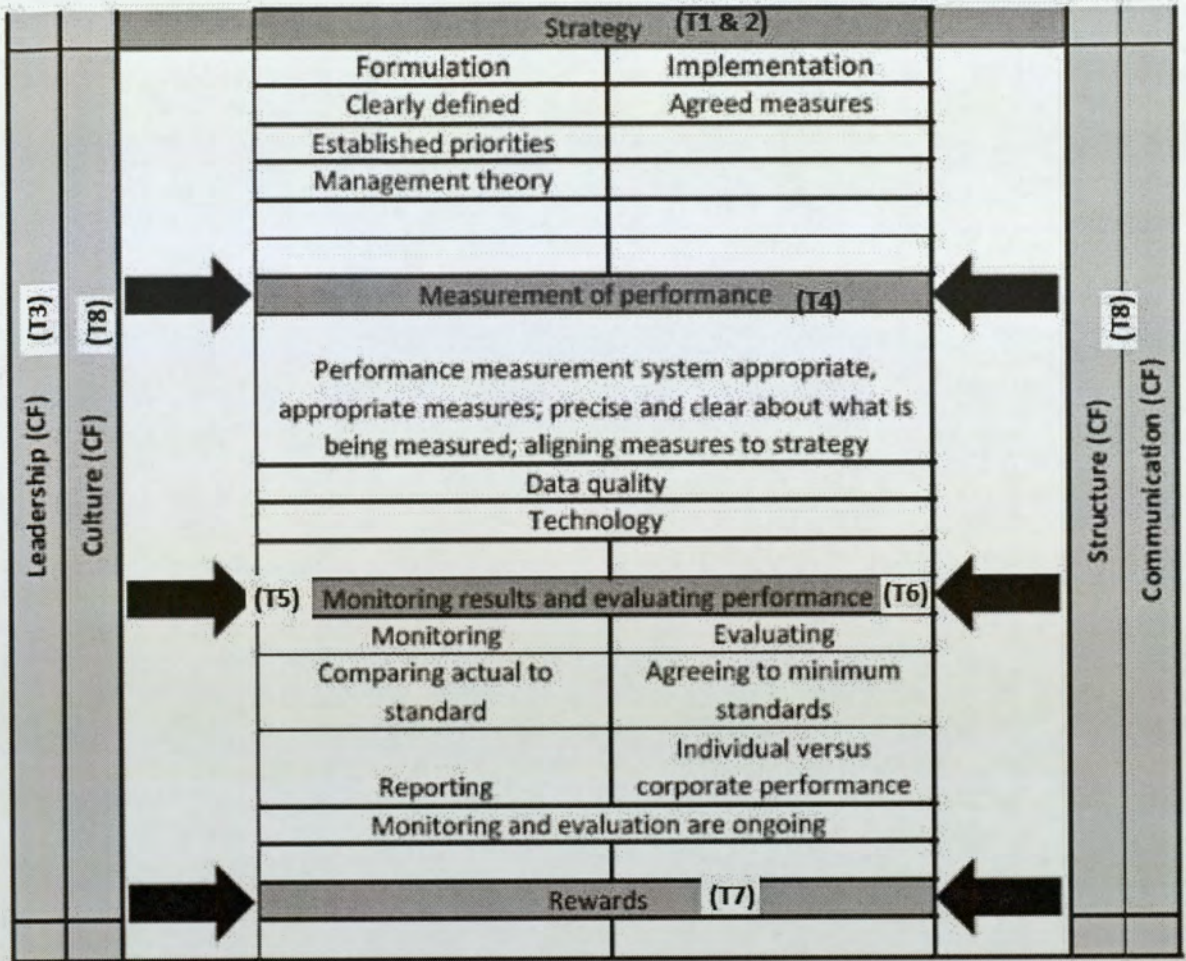 Strategy (T1 & 2)
Formulation Implementation
Clearly defined Agreed measures
Established priorities
Management theory
Measurement of performance (T4)
Performance measurement system appropriate,
appropriate measures; precise and clear about what is
being measured; aligning measures to strategy
Data quality
Technology
(T5) Monitoring results and evaluating performance (T6)
Monitoring Evaluating
Comparing actual to
standard
Agreeing to minimum
standards
Reporting
Individual versus
corporate performance
Monitoring and evaluation are ongoing
Rewards (T7)
Leadership (CF) (T3)
Culture (CF) (T8)
Structure (CF)
(T8)
Communication (CF)